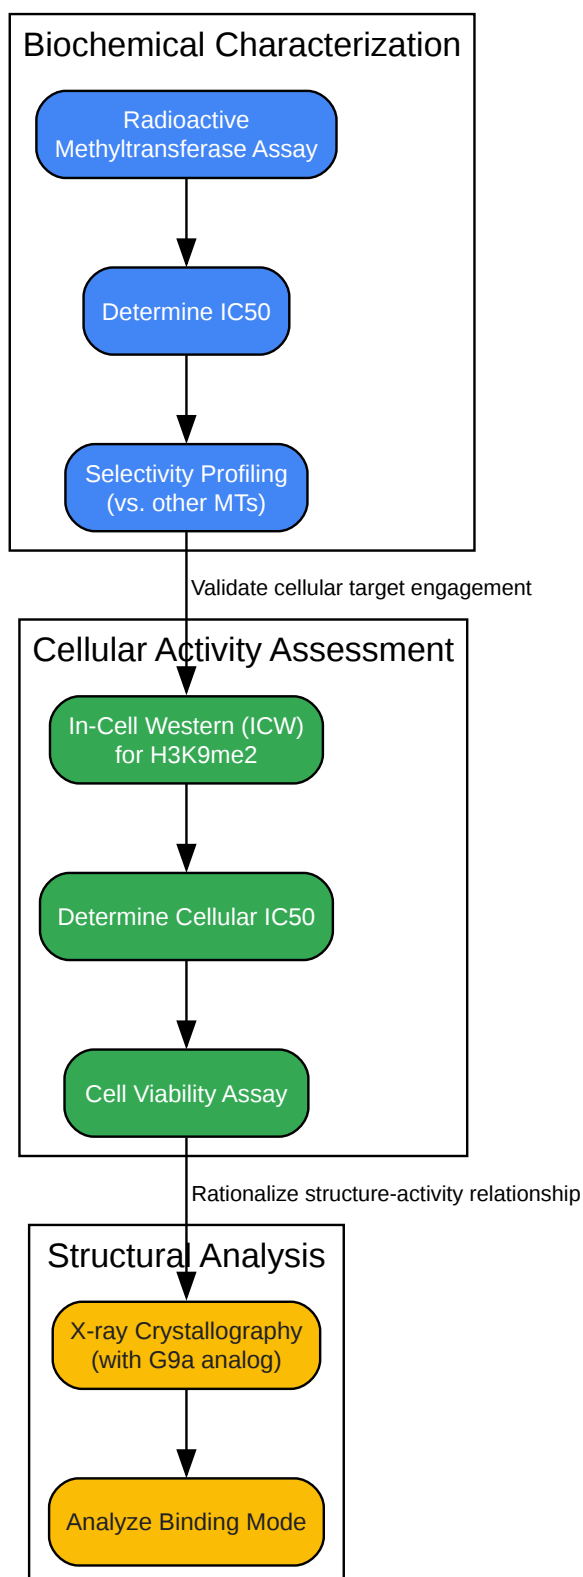 Biochemical Characterization
Radioactive
Methyltransferase Assay
Determine IC50
Selectivity Profiling
(vs. other MTs)
Validate cellular target engagement
Cellular Activity Assessment
In-Cell Western (ICW)
for H3K9me2
Determine Cellular IC50
Cell Viability Assay
Rationalize structure-activity relationship
Structural Analysis
X-ray Crystallography
(with G9a analog)
Analyze Binding Mode